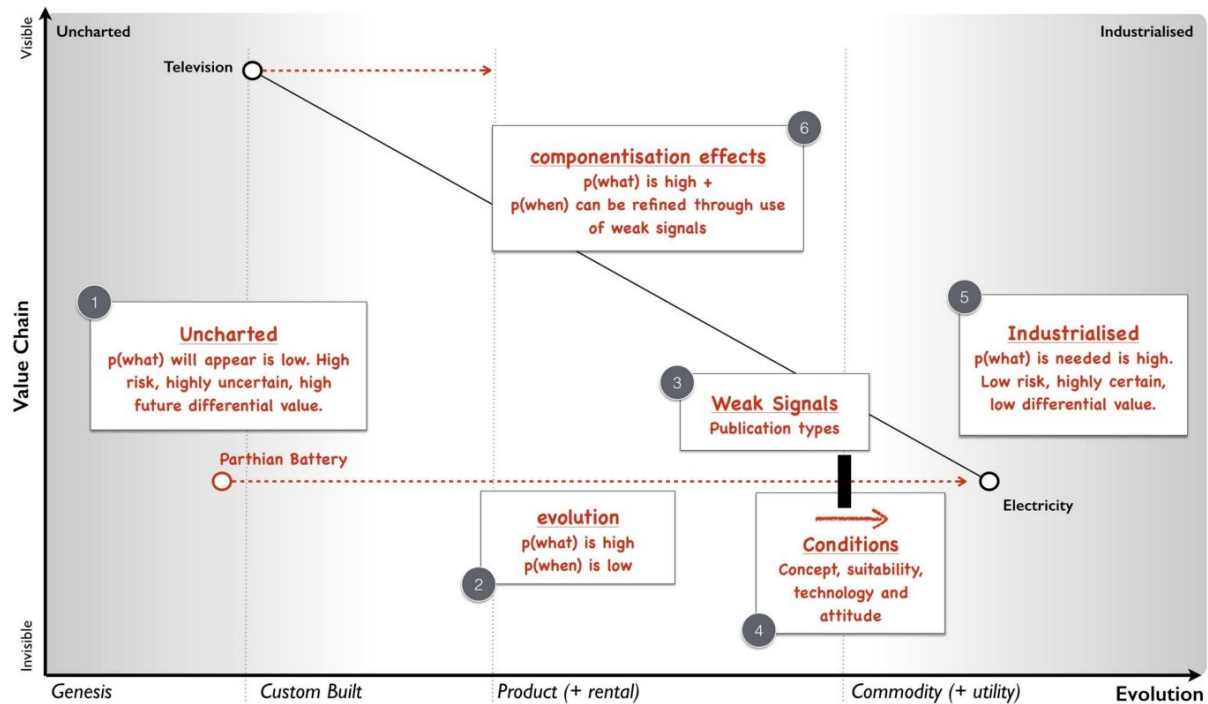 Visible
Uncharted
Industrialised
Television
6
componentisation effects
p(what) is high +
p(when) can be refined through use
of weak signals
1
Uncharted
p(what) will appear is low. High
risk, highly uncertain, high
future differential value.
5
Industrialised
p(what) is needed is high.
Low risk, highly certain,
low differential value.
Value Chain
3
Weak Signals
Publication types
Parthian Battery
Electricity
2
evolution
p(what) is high
p(when) is low
4
Conditions
Concept, suitability,
technology and
attitude
Invisible
Genesis
Custom Built
Product (+ rental)
Commodity (+ utility)
Evolution